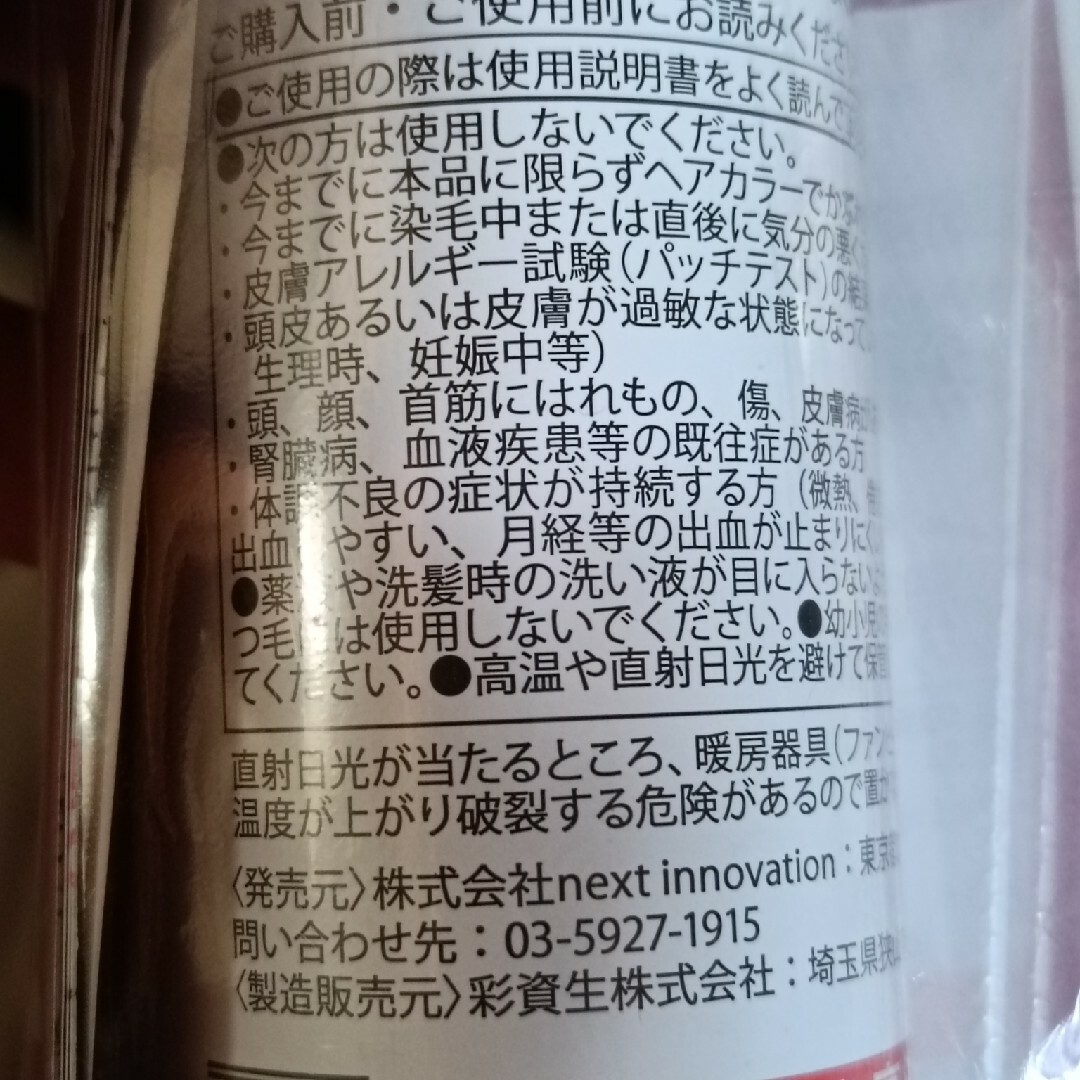 ご購入前・ご使用前にお読みくださ
●ご使用の際は使用説明書をよく読んで
●次の方は使用しないでください。
・今までに本品に限らずヘアカラーでかぶれ
・今までに染毛中または直後に気分の悪く
・皮膚アレルギー試験(パッチテスト)の結果
・頭皮あるいは皮膚が過敏な状態になって
生理時、妊娠中等)
・頭、顔、首筋にはれもの、傷、皮膚病が
・腎臓病、血液疾患等の既往症がある方
・体調不良の症状が持続する方(微熱、
出血しやすい、月経等の出血が止まりにく
●薬液や洗髪時の洗い液が目に入らないよ
つ毛には使用しないでください。●幼小児の
てください。●高温や直射日光を避けて保管
直射日光が当たるところ、暖房器具(ファン
温度が上がり破裂する危険があるので置か
〈発売元〉株式会社next innovation:東京都
問い合わせ先:03-5927-1915
〈製造販売元〉彩資生株式会社:埼玉県狭山